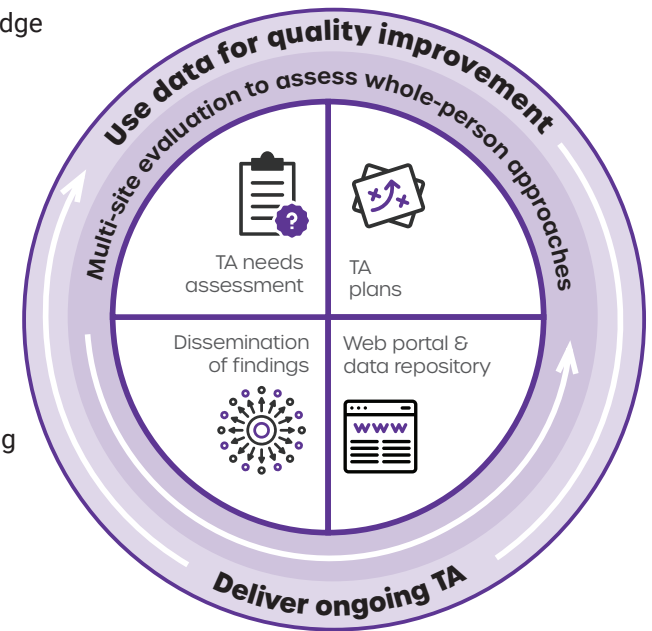 dge
Use data for quality improvement
Multi-site evaluation to assess whole-person approaches
?
TA needs
assessment
TA
plans
Dissemination
of findings
Web portal &
data repository
www
g
Deliver ongoing TA